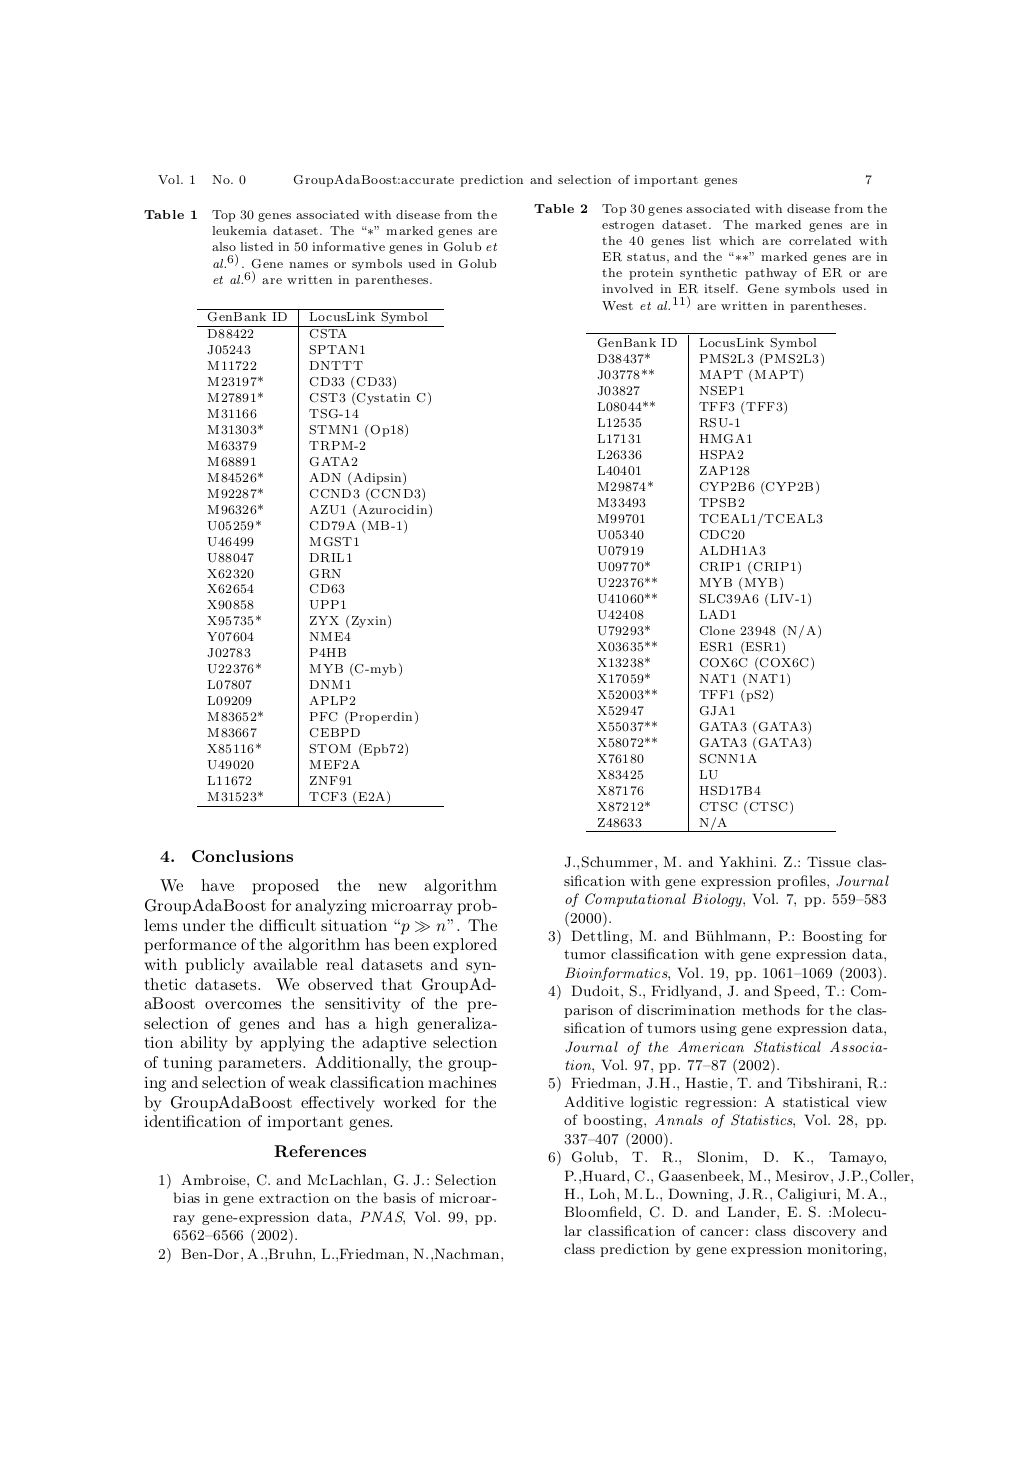 Vol. 1 No. 0 GroupAdaBoost:accurate prediction and selection of important genes 7
Table 1 Top 30 genes associated with disease from the
leukemia dataset. The “*” marked genes are
also listed in 50 informative genes in Golub et
al.6). Gene names or symbols used in Golub
et al.6) are written in parentheses.
GenBank ID LocusLink Symbol
D88422 CSTA
J05243 SPTAN1
M11722 DNTTT
M23197* CD33 (CD33)
M27891* CST3 (Cystatin C)
M31166 TSG-14
M31303* STMN1 (Op18)
M63379 TRPM-2
M68891 GATA2
M84526* ADN (Adipsin)
M92287* CCND3 (CCND3)
M96326* AZU1 (Azurocidin)
U05259* CD79A (MB-1)
U46499 MGST1
U88047 DRIL1
X62320 GRN
X62654 CD63
X90858 UPP1
X95735* ZYX (Zyxin)
Y07604 NME4
J02783 P4HB
U22376* MYB (C-myb)
L07807 DNM1
L09209 APLP2
M83652* PFC (Properdin)
M83667 CEBPD
X85116* STOM (Epb72)
U49020 MEF2A
L11672 ZNF91
M31523* TCF3 (E2A)
4. Conclusions
We have proposed the new algorithm
GroupAdaBoost for analyzing microarray prob-
lems under the difficult situation “p ≫ n”. The
performance of the algorithm has been explored
with publicly available real datasets and syn-
thetic datasets. We observed that GroupAd-
aBoost overcomes the sensitivity of the pre-
selection of genes and has a high generaliza-
tion ability by applying the adaptive selection
of tuning parameters. Additionally, the group-
ing and selection of weak classification machines
by GroupAdaBoost effectively worked for the
identification of important genes.
References
1) Ambroise, C. and McLachlan, G. J.: Selection
bias in gene extraction on the basis of microar-
ray gene-expression data, PNAS, Vol. 99, pp.
6562–6566 (2002).
2) Ben-Dor, A.,Bruhn, L.,Friedman, N.,Nachman,
Table 2 Top 30 genes associated with disease from the
estrogen dataset. The marked genes are in
the 40 genes list which are correlated with
ER status, and the “**” marked genes are in
the protein synthetic pathway of ER or are
involved in ER itself. Gene symbols used in
West et al.11) are written in parentheses.
GenBank ID LocusLink Symbol
D38437* PMS2L3 (PMS2L3)
J03778** MAPT (MAPT)
J03827 NSEP1
L08044** TFF3 (TFF3)
L12535 RSU-1
L17131 HMGA1
L26336 HSPA2
L40401 ZAP128
M29874* CYP2B6 (CYP2B)
M33493 TPSB2
M99701 TCEAL1/TCEAL3
U05340 CDC20
U07919 ALDH1A3
U09770* CRIP1 (CRIP1)
U22376** MYB (MYB)
U41060** SLC39A6 (LIV-1)
U42408 LAD1
U79293* Clone 23948 (N/A)
X03635** ESR1 (ESR1)
X13238* COX6C (COX6C)
X17059* NAT1 (NAT1)
X52003** TFF1 (pS2)
X52947 GJA1
X55037** GATA3 (GATA3)
X58072** GATA3 (GATA3)
X76180 SCNN1A
X83425 LU
X87176 HSD17B4
X87212* CTSC (CTSC)
Z48633 N/A
J.,Schummer, M. and Yakhini. Z.: Tissue clas-
sification with gene expression profiles, Journal
of Computational Biology, Vol. 7, pp. 559–583
(2000).
3) Dettling, M. and Bühlmann, P.: Boosting for
tumor classification with gene expression data,
Bioinformatics, Vol. 19, pp. 1061–1069 (2003).
4) Dudoit, S., Fridlyand, J. and Speed, T.: Com-
parison of discrimination methods for the clas-
sification of tumors using gene expression data,
Journal of the American Statistical Associa-
tion, Vol. 97, pp. 77–87 (2002).
5) Friedman, J.H., Hastie, T. and Tibshirani, R.:
Additive logistic regression: A statistical view
of boosting, Annals of Statistics, Vol. 28, pp.
337–407 (2000).
6) Golub, T. R., Slonim, D. K., Tamayo,
P.,Huard, C., Gaasenbeek, M., Mesirov, J.P.,Coller,
H., Loh, M.L., Downing, J.R., Caligiuri, M.A.,
Bloomfield, C. D. and Lander, E. S. :Molecu-
lar classification of cancer: class discovery and
class prediction by gene expression monitoring,